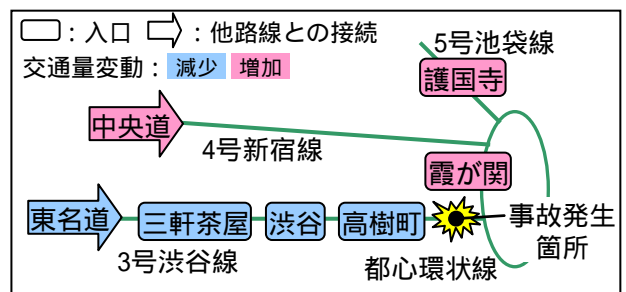 ：入口 ：他路線との接続
交通量変動：減少 増加
5号池袋線
護国寺
中央道
4号新宿線
霞が関
東名道
三軒茶屋
渋谷
高樹町
事故発生
箇所
3号渋谷線
都心環状線